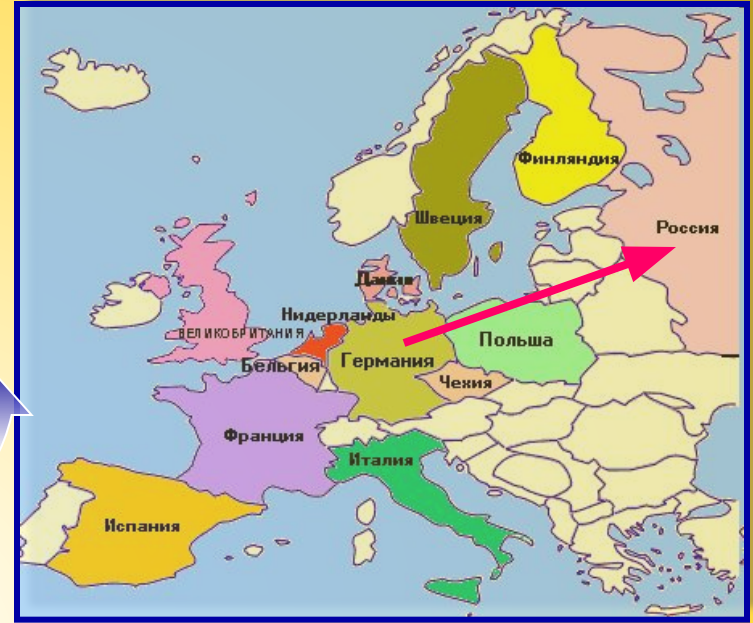 Финляндия
Швеция
Россия
Дания
Нидерланды
ВЕЛИКОБРИТАНИЯ
Польша
Бельгия
Германия
Чехия
Франция
Италия
Испания